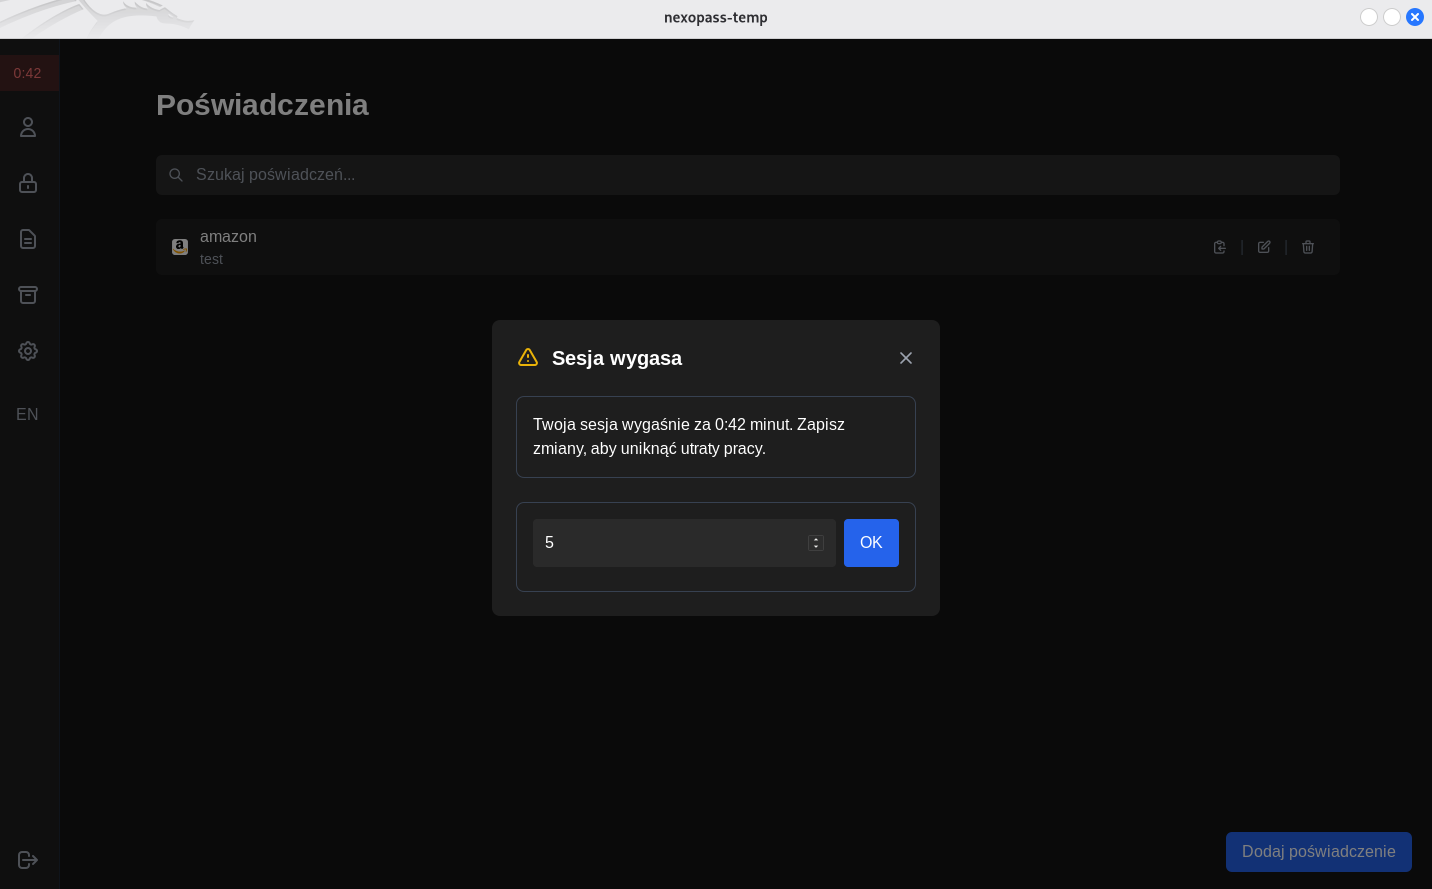 nexopass-temp
0:42
Poświadczenia
Szukaj poświadczeń...
amazon
test
Sesja wygasa
Twoja sesja wygaśnie za 0:42 minut. Zapisz
zmiany, aby uniknąć utraty pracy.
5
OK
EN
Dodaj poświadczenie